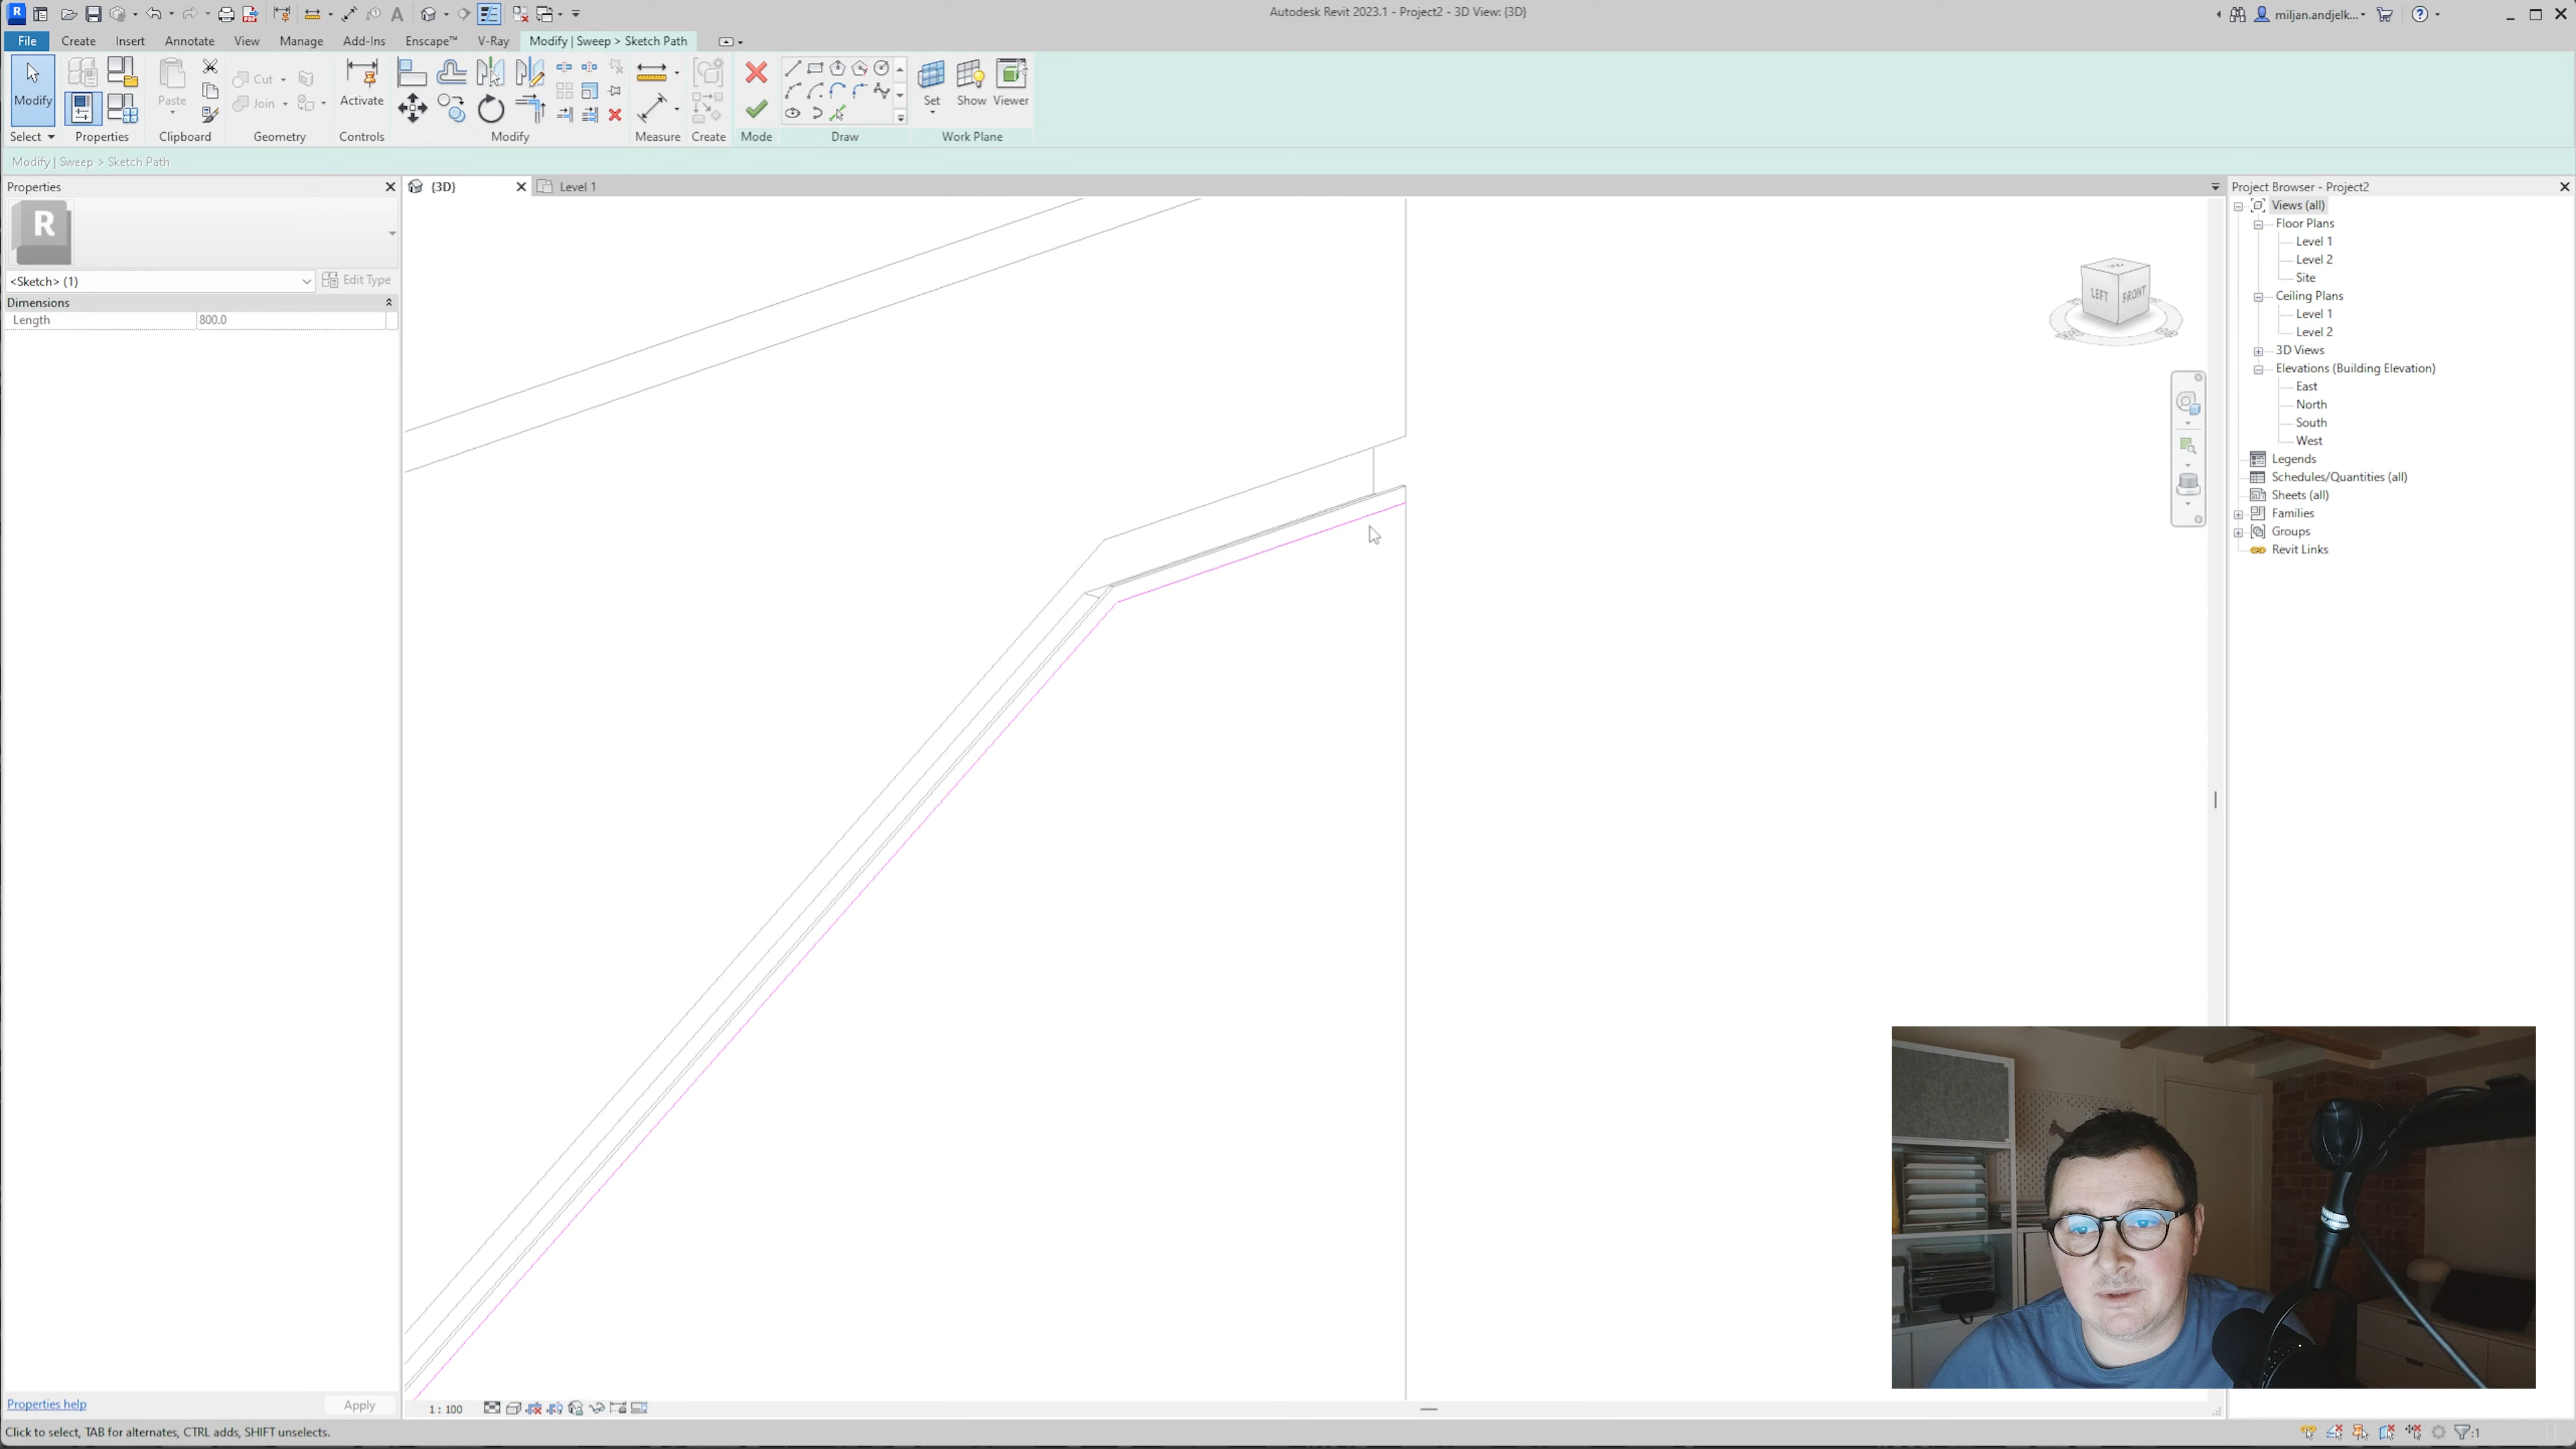 Autodesk Revit 2023.1 - Project2 - 3D View: {3D}
miljan.andjelk...
File Create Insert Annotate View Manage Add-Ins Enscape™ V-Ray Modify | Sweep > Sketch Path
Modify
Paste
Cut
Join
Activate
Set
Show
Viewer
Select Properties Clipboard Geometry Controls Modify Measure Create Mode Draw Work Plane
Modify | Sweep > Sketch Path
Properties
R
<Sketch> (1)
Edit Type
Dimensions
Length 800.0
Properties help
Apply
{3D}
Level 1
LEFT
FRONT
1 : 100
Project Browser - Project2
Views (all)
Floor Plans
Level 1
Level 2
Site
Ceiling Plans
Level 1
Level 2
3D Views
Elevations (Building Elevation)
East
North
South
West
Legends
Schedules/Quantities (all)
Sheets (all)
Families
Groups
Revit Links
Click to select, TAB for alternates, CTRL adds, SHIFT unselects.
:1